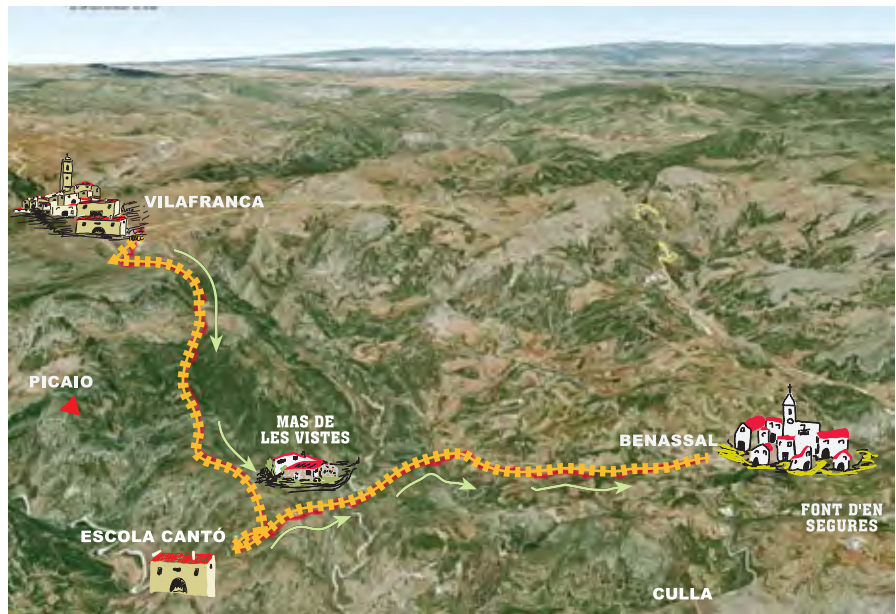 VILAFRANCA
PICAIO
MAS DE
LES VISTES
BENASSAL
FONT D'EN
SEGURES
ESCOLA CANTÓ
CULLA